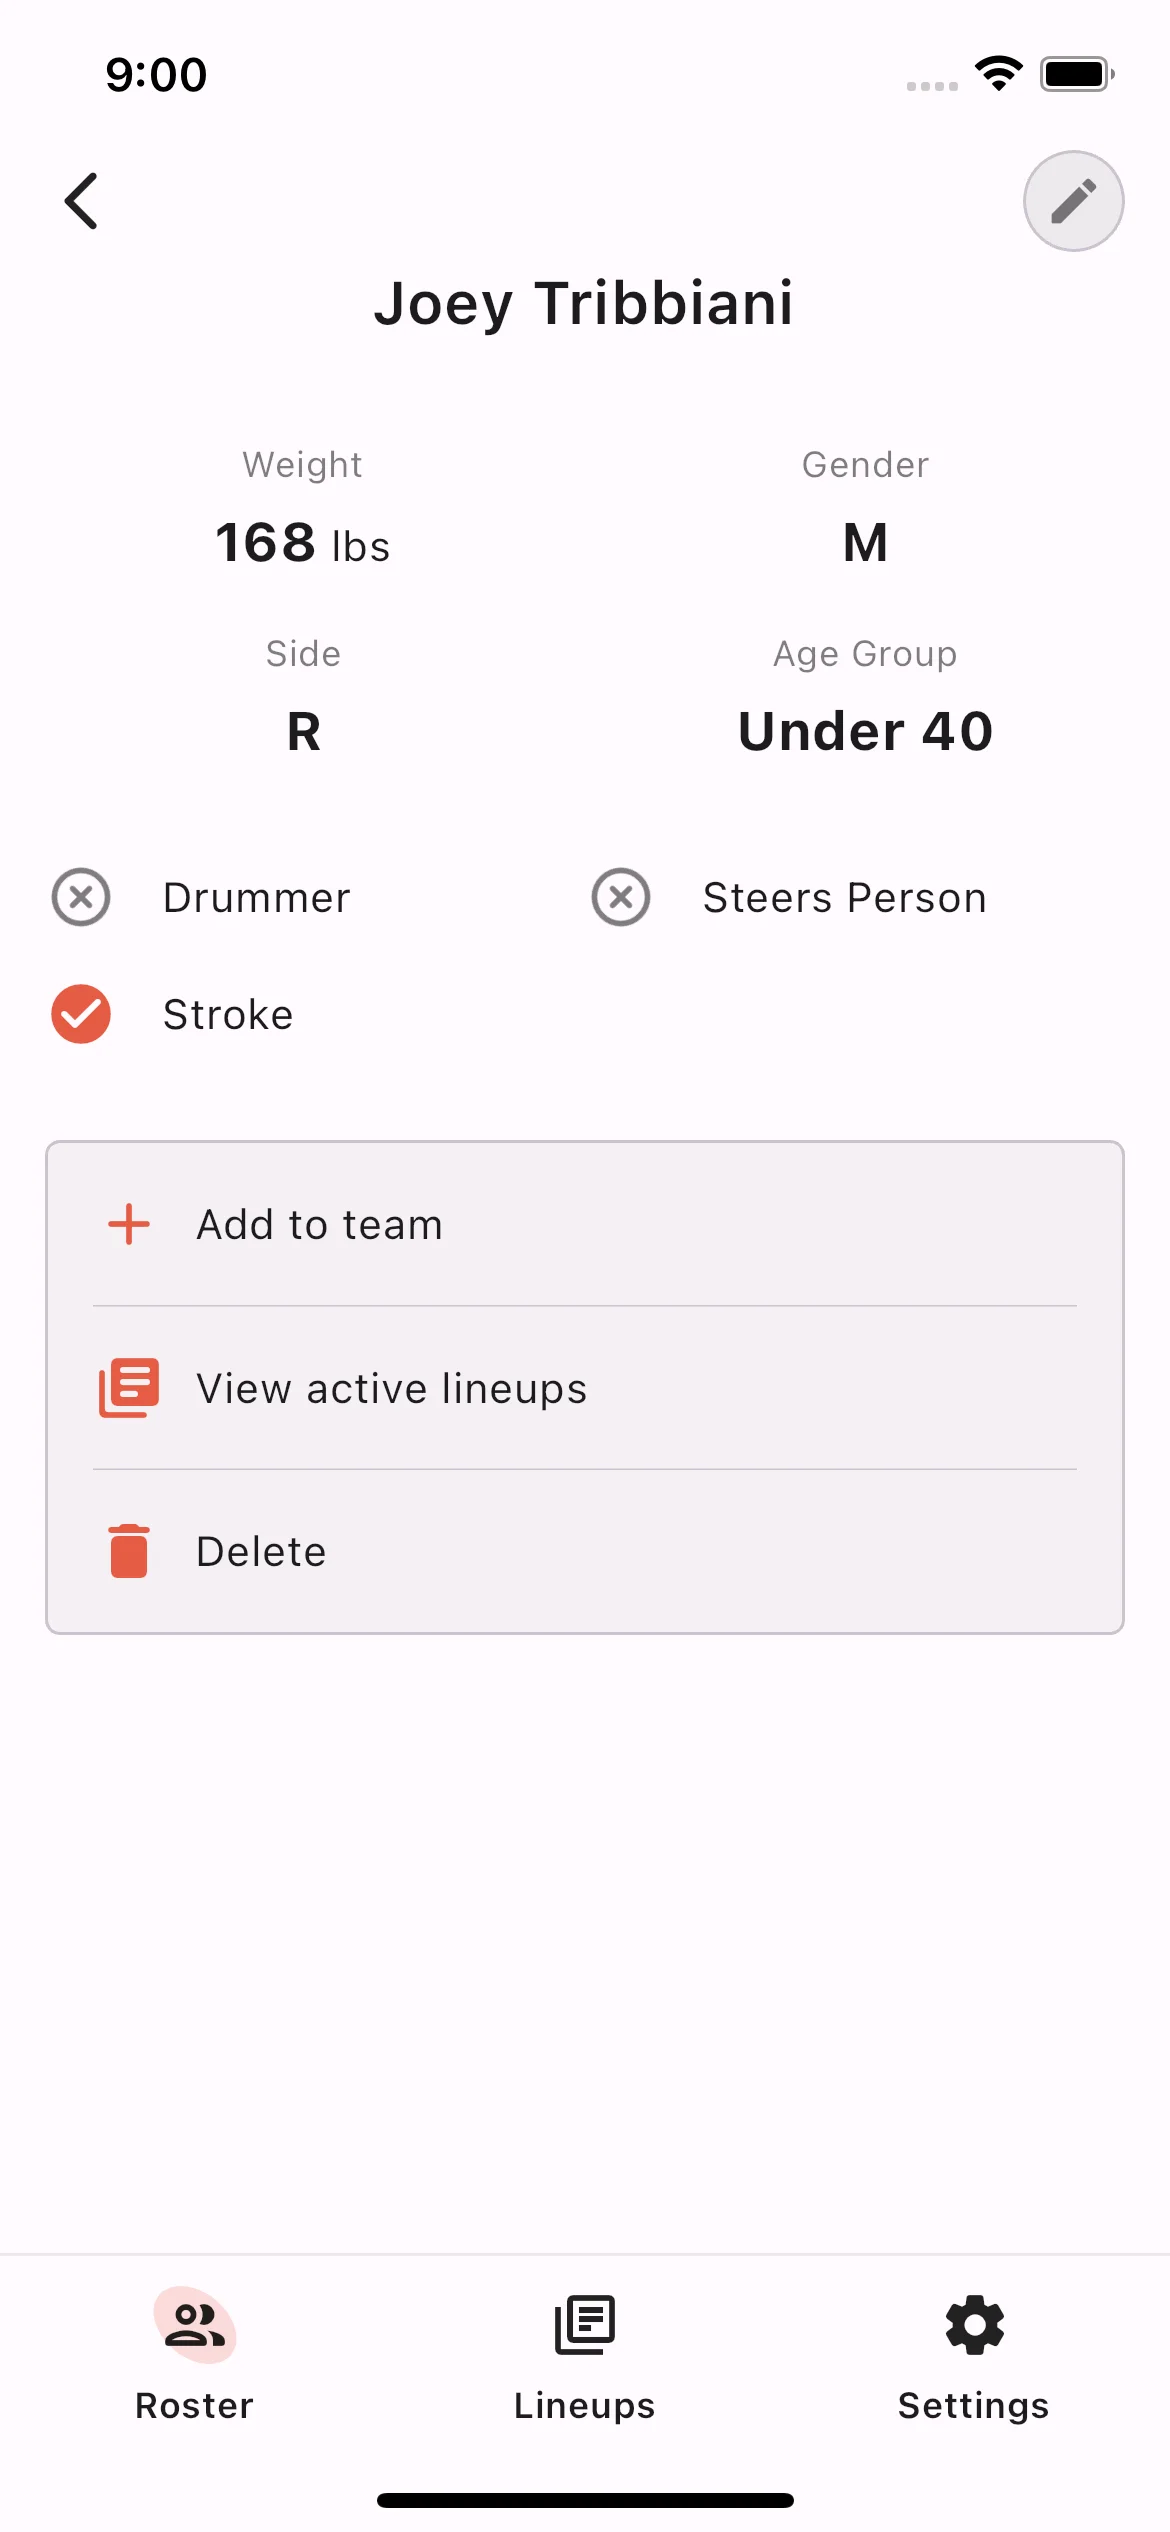 9:00
Joey Tribbiani
Weight
Gender
168 lbs
M
Side
Age Group
R
Under 40
Drummer
Steers Person
Stroke
Add to team
View active lineups
Delete
Roster
Lineups
Settings